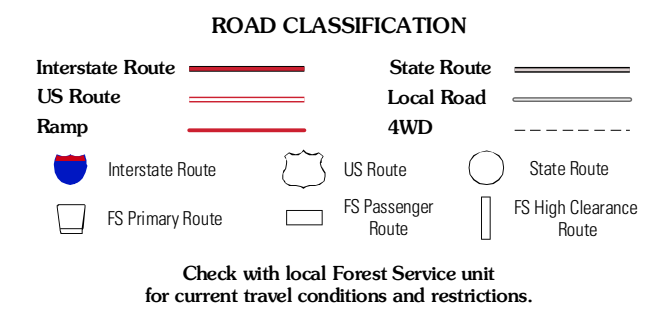 ROAD CLASSIFICATION
Interstate Route
State Route
US Route
Local Road
Ramp
4WD
Interstate Route
US Route
State Route
FS Primary Route
FS Passenger
Route
FS High Clearance
Route
Check with local Forest Service unit
for current travel conditions and restrictions.